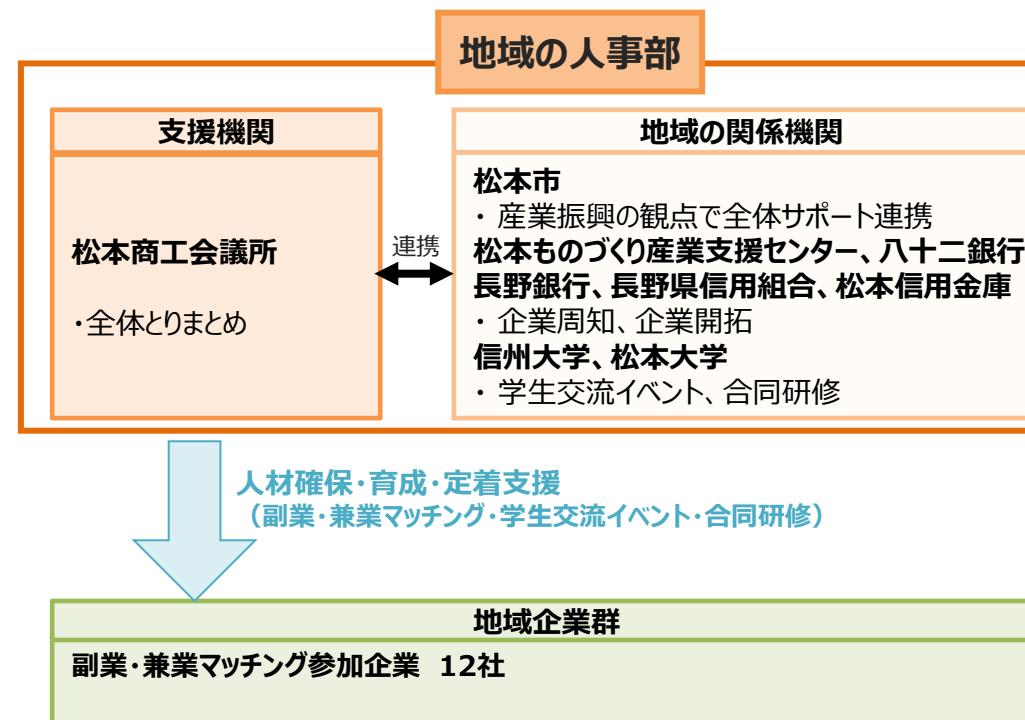 地域の人事部
支援機関
松本商工会議所
・全体とりまとめ
連携
地域の関係機関
松本市
・ 産業振興の観点で全体サポート連携
松本ものづくり産業支援センター、八十二銀行
長野銀行、長野県信用組合、松本信用金庫
・ 企業周知、企業開拓
信州大学、松本大学
・ 学生交流イベント、合同研修
人材確保・育成・定着支援
（副業・兼業マッチング・学生交流イベント・合同研修）
地域企業群
副業・兼業マッチング参加企業 12社